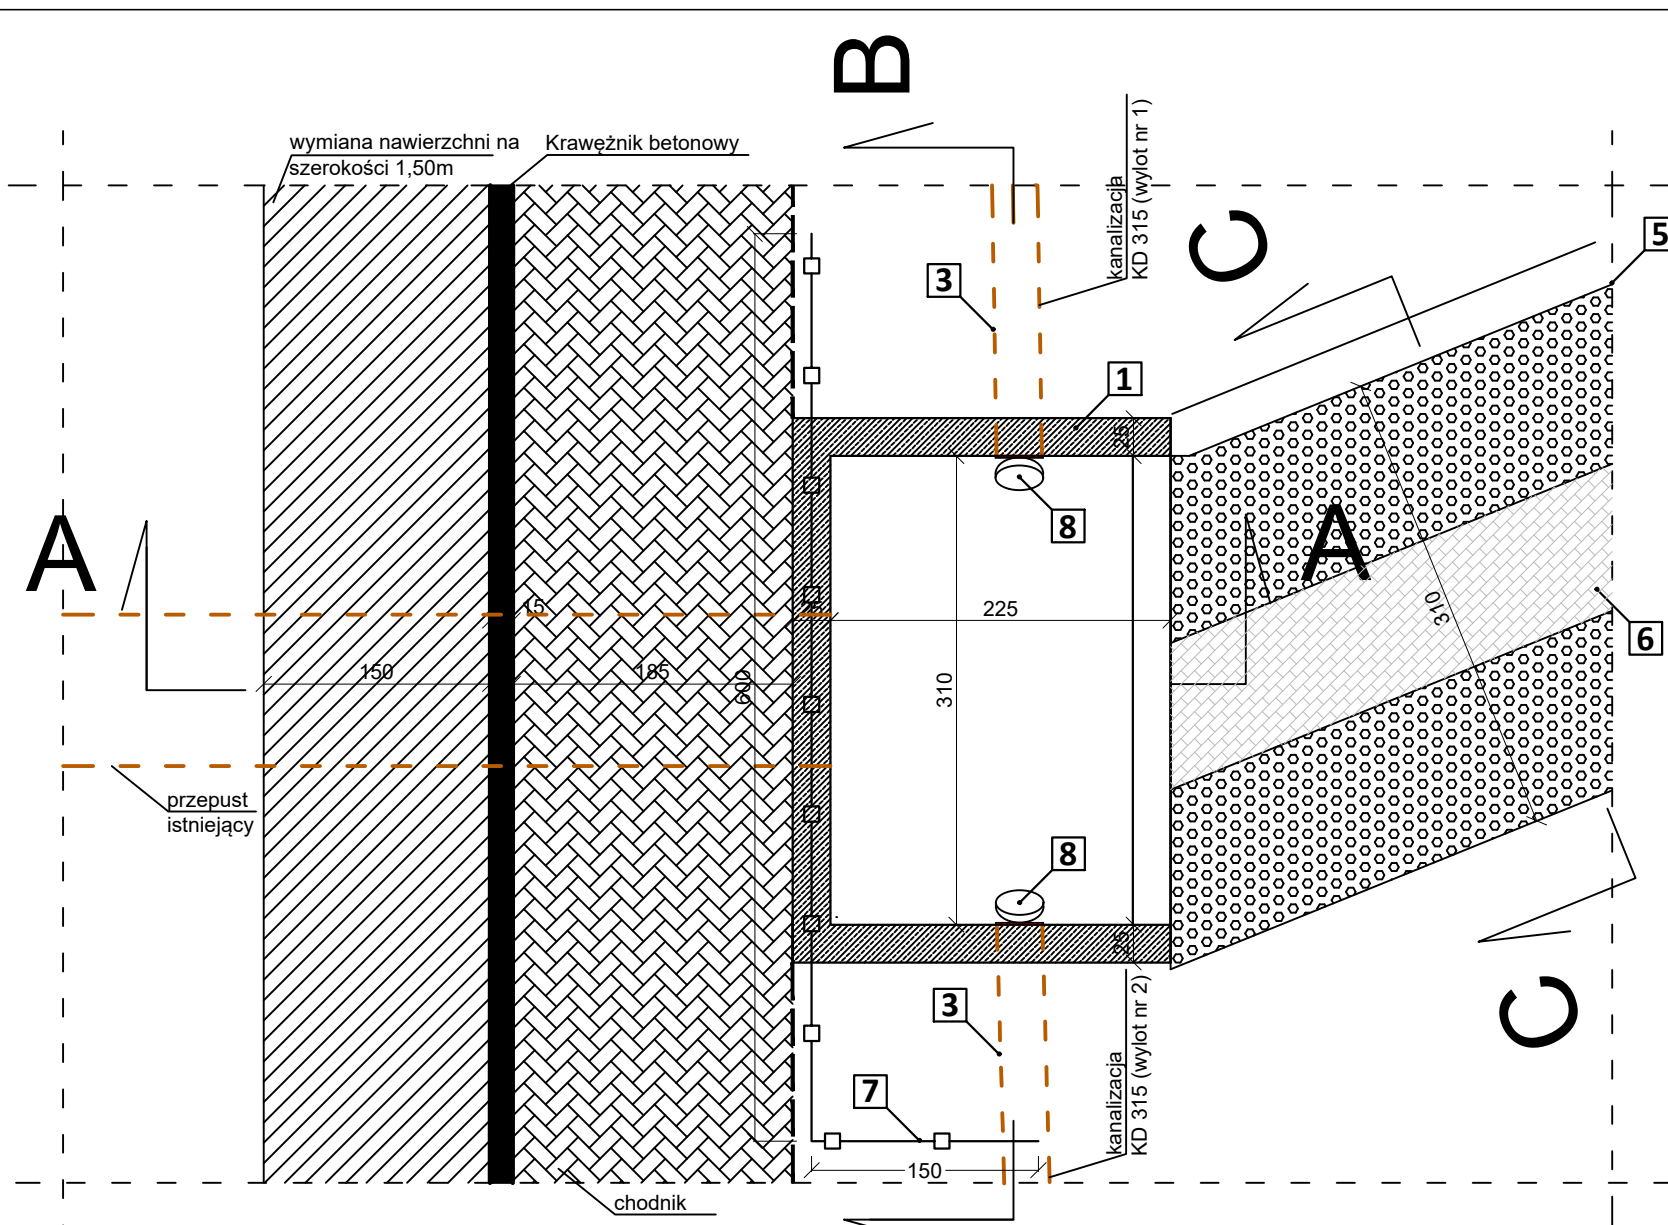 B
wymiana nawierzchni na
szerokości 1,50m
Krawężnik betonowy
kanalizacja
KD 315 (wylot nr 1)
C
5
3
1
25
8
A
A
15
225
310
6
150
185
600
310
przepust
istniejący
8
25
3
C
kanalizacja
KD 315 (wylot nr 2)
7
150
chodnik